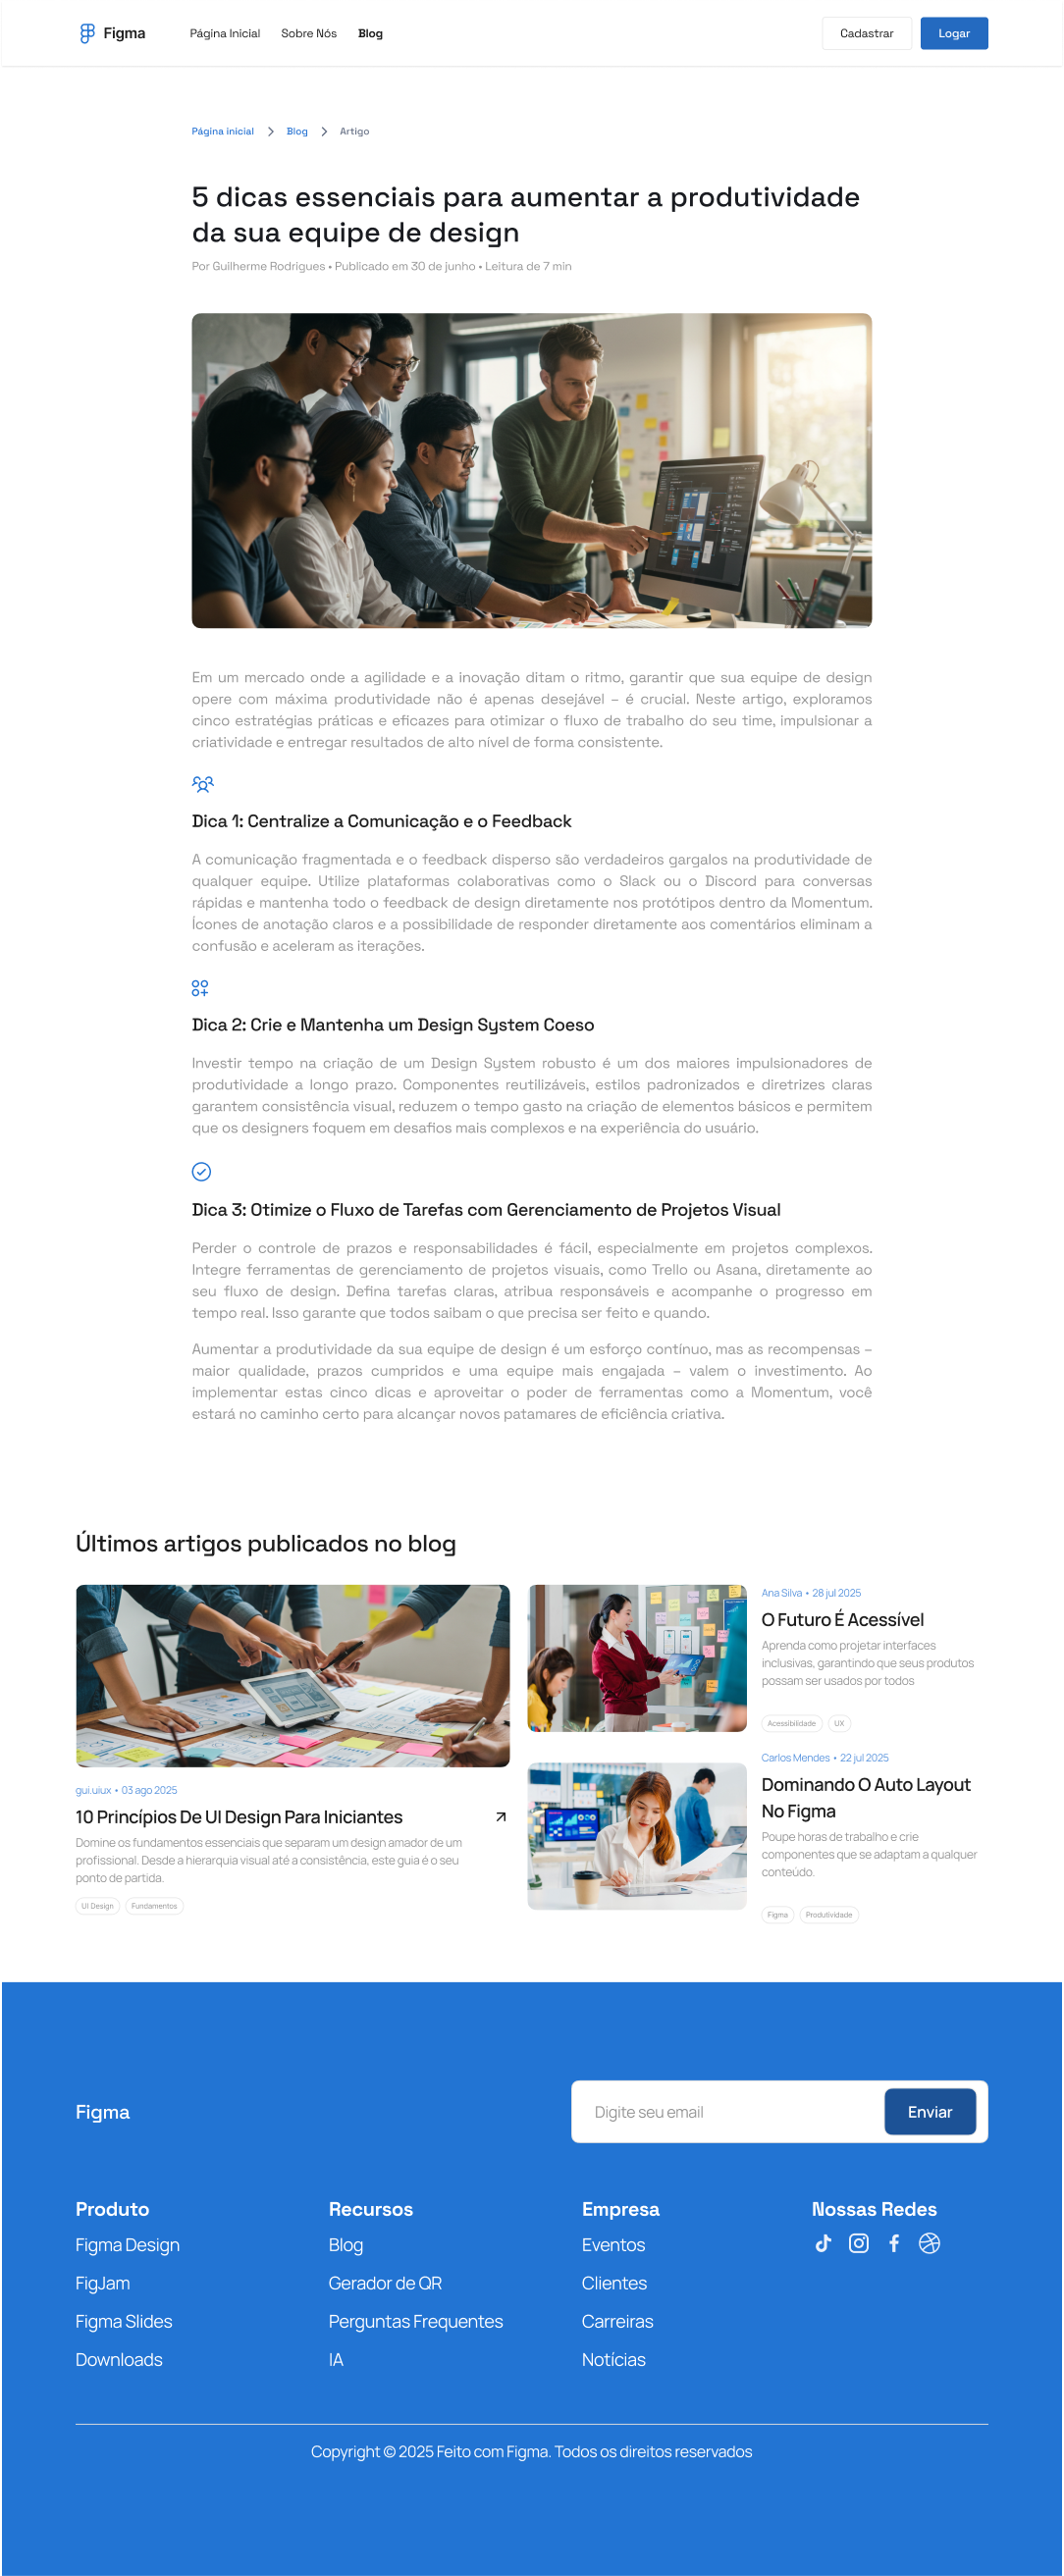 Figma
Página Inicial
Sobre Nós
Blog
Cadastrar
Logar
Página inicial
Blog
Artigo
5 dicas essenciais para aumentar a produtividade
da sua equipe de design
Por Guilherme Rodrigues • Publicado em 30 de junho • Leitura de 7 min
Em um mercado onde a agilidade e a inovação ditam o ritmo, garantir que sua equipe de design
opere com máxima produtividade não é apenas desejável – é crucial. Neste artigo, exploramos
cinco estratégias práticas e eficazes para otimizar o fluxo de trabalho do seu time, impulsionar a
criatividade e entregar resultados de alto nível de forma consistente.
Dica 1: Centralize a Comunicação e o Feedback
A comunicação fragmentada e o feedback disperso são verdadeiros gargalos na produtividade de
qualquer equipe. Utilize plataformas colaborativas como o Slack ou o Discord para conversas
rápidas e mantenha todo o feedback de design diretamente nos protótipos dentro da Momentum.
Ícones de anotação claros e a possibilidade de responder diretamente aos comentários eliminam a
confusão e aceleram as iterações.
Dica 2: Crie e Mantenha um Design System Coeso
Investir tempo na criação de um Design System robusto é um dos maiores impulsionadores de
produtividade a longo prazo. Componentes reutilizáveis, estilos padronizados e diretrizes claras
garantem consistência visual, reduzem o tempo gasto na criação de elementos básicos e permitem
que os designers foquem em desafios mais complexos e na experiência do usuário.
Dica 3: Otimize o Fluxo de Tarefas com Gerenciamento de Projetos Visual
Perder o controle de prazos e responsabilidades é fácil, especialmente em projetos complexos.
Integre ferramentas de gerenciamento de projetos visuais, como Trello ou Asana, diretamente ao
seu fluxo de design. Defina tarefas claras, atribua responsáveis e acompanhe o progresso em
tempo real. Isso garante que todos saibam o que precisa ser feito e quando.
Aumentar a produtividade da sua equipe de design é um esforço contínuo, mas as recompensas –
maior qualidade, prazos cumpridos e uma equipe mais engajada – valem o investimento. Ao
implementar estas cinco dicas e aproveitar o poder de ferramentas como a Momentum, você
estará no caminho certo para alcançar novos patamares de eficiência criativa.
Últimos artigos publicados no blog
gui.uiux • 03 ago 2025
10 Princípios De UI Design Para Iniciantes
Domine os fundamentos essenciais que separam um design amador de um
profissional. Desde a hierarquia visual até a consistência, este guia é o seu
ponto de partida.
UI Design
Fundamentos
Ana Silva • 28 jul 2025
O Futuro É Acessível
Aprenda como projetar interfaces
inclusivas, garantindo que seus produtos
possam ser usados por todos
Acessibilidade
UX
Carlos Mendes • 22 jul 2025
Dominando O Auto Layout
No Figma
Poupe horas de trabalho e crie
componentes que se adaptam a qualquer
conteúdo.
Figma
Produtividade
Figma
Digite seu email
Enviar
Produto
Figma Design
FigJam
Figma Slides
Downloads
Recursos
Blog
Gerador de QR
Perguntas Frequentes
IA
Empresa
Eventos
Clientes
Carreiras
Notícias
Nossas Redes
Copyright © 2025 Feito com Figma. Todos os direitos reservados